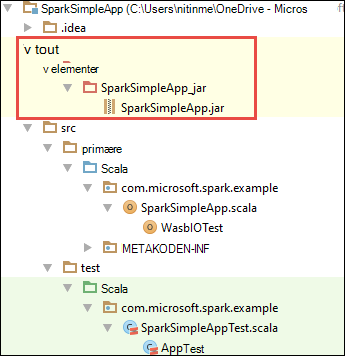 SparkSimpleApp (C:\Users\nitinme\OneDrive - Micros
.idea
v tout
v elementer
SparkSimpleApp_jar
SparkSimpleApp.jar
src
primære
Scala
com.microsoft.spark.example
SparkSimpleApp.scala
WasbIOTest
METAKODEN-INF
test
Scala
com.microsoft.spark.example
SparkSimpleAppTest.scala
AppTest